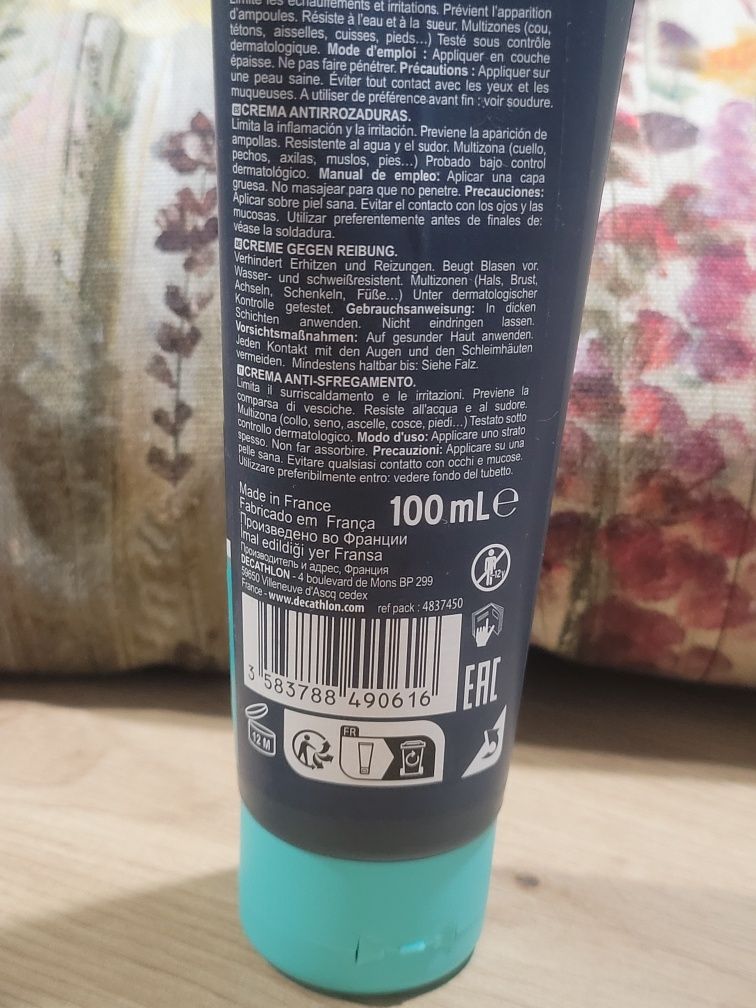 Limite les échauffements et irritations. Prévient l'apparition
d'ampoules. Résiste à l'eau et à la sueur. Multizones (cou,
tétons, aisselles, cuisses, pieds...) Testé sous contrôle
dermatologique. Mode d'emploi : Appliquer en couche
épaisse. Ne pas faire pénétrer. Précautions : Appliquer sur
une peau saine. Éviter tout contact avec les yeux et les
muqueuses. A utiliser de préférence avant fin : voir soudure.
ES CREMA ANTIRROZADURAS.
Limita la inflamación y la irritación. Previene la aparición de
ampollas. Resistente al agua y el sudor. Multizona (cuello,
pechos, axilas, muslos, pies...) Probado bajo control
dermatológico. Manual de empleo: Aplicar una capa
gruesa. No masajear para que no penetre. Precauciones:
Aplicar sobre piel sana. Evitar el contacto con los ojos y las
mucosas. Utilizar preferentemente antes de finales de:
véase la soldadura.
DE CREME GEGEN REIBUNG.
Verhindert Erhitzen und Reizungen. Beugt Blasen vor.
Wasser- und schweißresistent. Multizonen (Hals, Brust,
Achseln, Schenkeln, Füße...) Unter dermatologischer
Kontrolle getestet. Gebrauchsanweisung: In dicken
Schichten anwenden. Nicht eindringen lassen.
Vorsichtsmaßnahmen: Auf gesunder Haut anwenden.
Jeden Kontakt mit den Augen und den Schleimhäuten
vermeiden. Mindestens haltbar bis: Siehe Falz.
IT CREMA ANTI-SFREGAMENTO.
Limita il surriscaldamento e le irritazioni. Previene la
comparsa di vesciche. Resiste all'acqua e al sudore.
Multizona (collo, seno, ascelle, cosce, piedi...) Testato sotto
controllo dermatologico. Modo d'uso: Applicare uno strato
spesso. Non far assorbire. Precauzioni: Applicare su una
pelle sana. Evitare qualsiasi contatto con occhi e mucose.
Utilizzare preferibilmente entro: vedere fondo del tubetto.
Made in France
Fabricado em França
Произведено во Франции
İmal edildiği yer Fransa
100 mL ℮
Производитель и адрес, Франция
DECATHLON - 4 boulevard de Mons BP 299
59650 Villeneuve d'Ascq cedex
France - www.decathlon.com ref pack : 4837450
-12y
3 583788 490616
EAC
12 M
FR